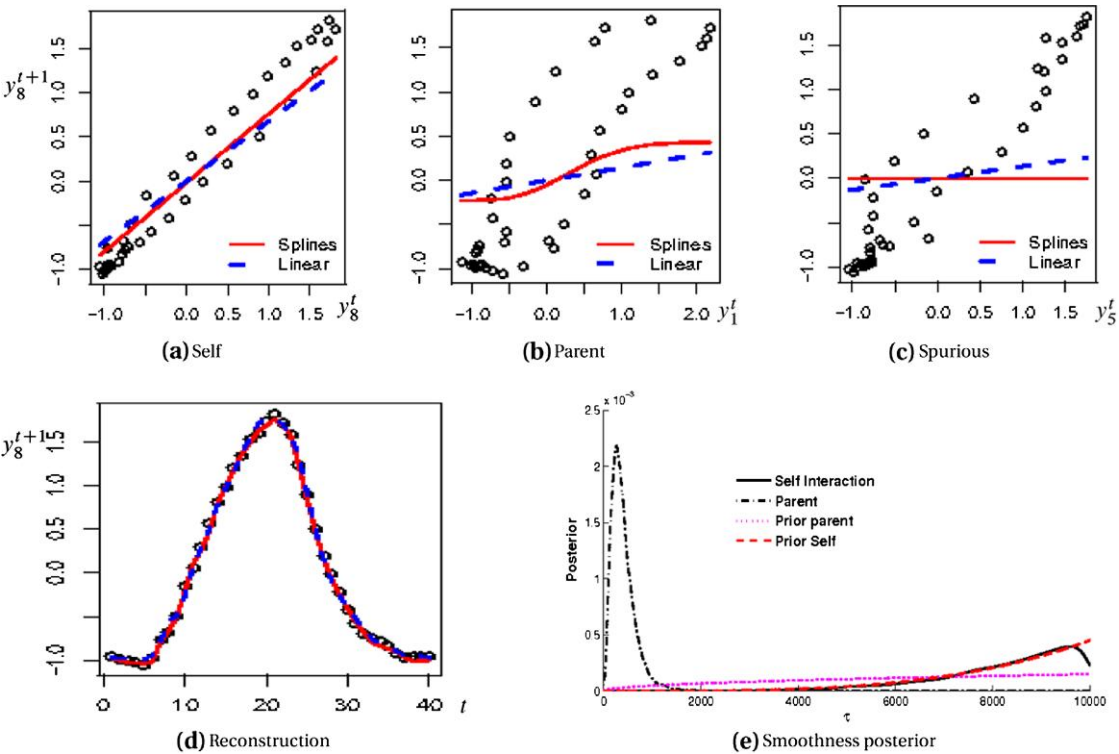 y₈ᵗ⁺¹
1.5
1.0
0.5
0.0
-1.0
Splines
Linear
-1.0 0.0 0.5 1.0 1.5 y₈ᵗ
(a) Self
1.5
1.0
0.5
0.0
-1.0
Splines
Linear
-1.0 0.0 1.0 2.0 y₁ᵗ
(b) Parent
1.5
1.0
0.5
0.0
-1.0
Splines
Linear
-1.0 0.0 0.5 1.0 1.5 y₅ᵗ
(c) Spurious
y₈ᵗ⁺¹
1.5
1.0
0.5
0.0
-1.0
0 10 20 30 40 t
(d) Reconstruction
x 10⁻³
2.5
2
1.5
1
0.5
0
Posterior
Self Interaction
Parent
Prior parent
Prior Self
0 2000 4000 6000 8000 10000
τ
(e) Smoothness posterior